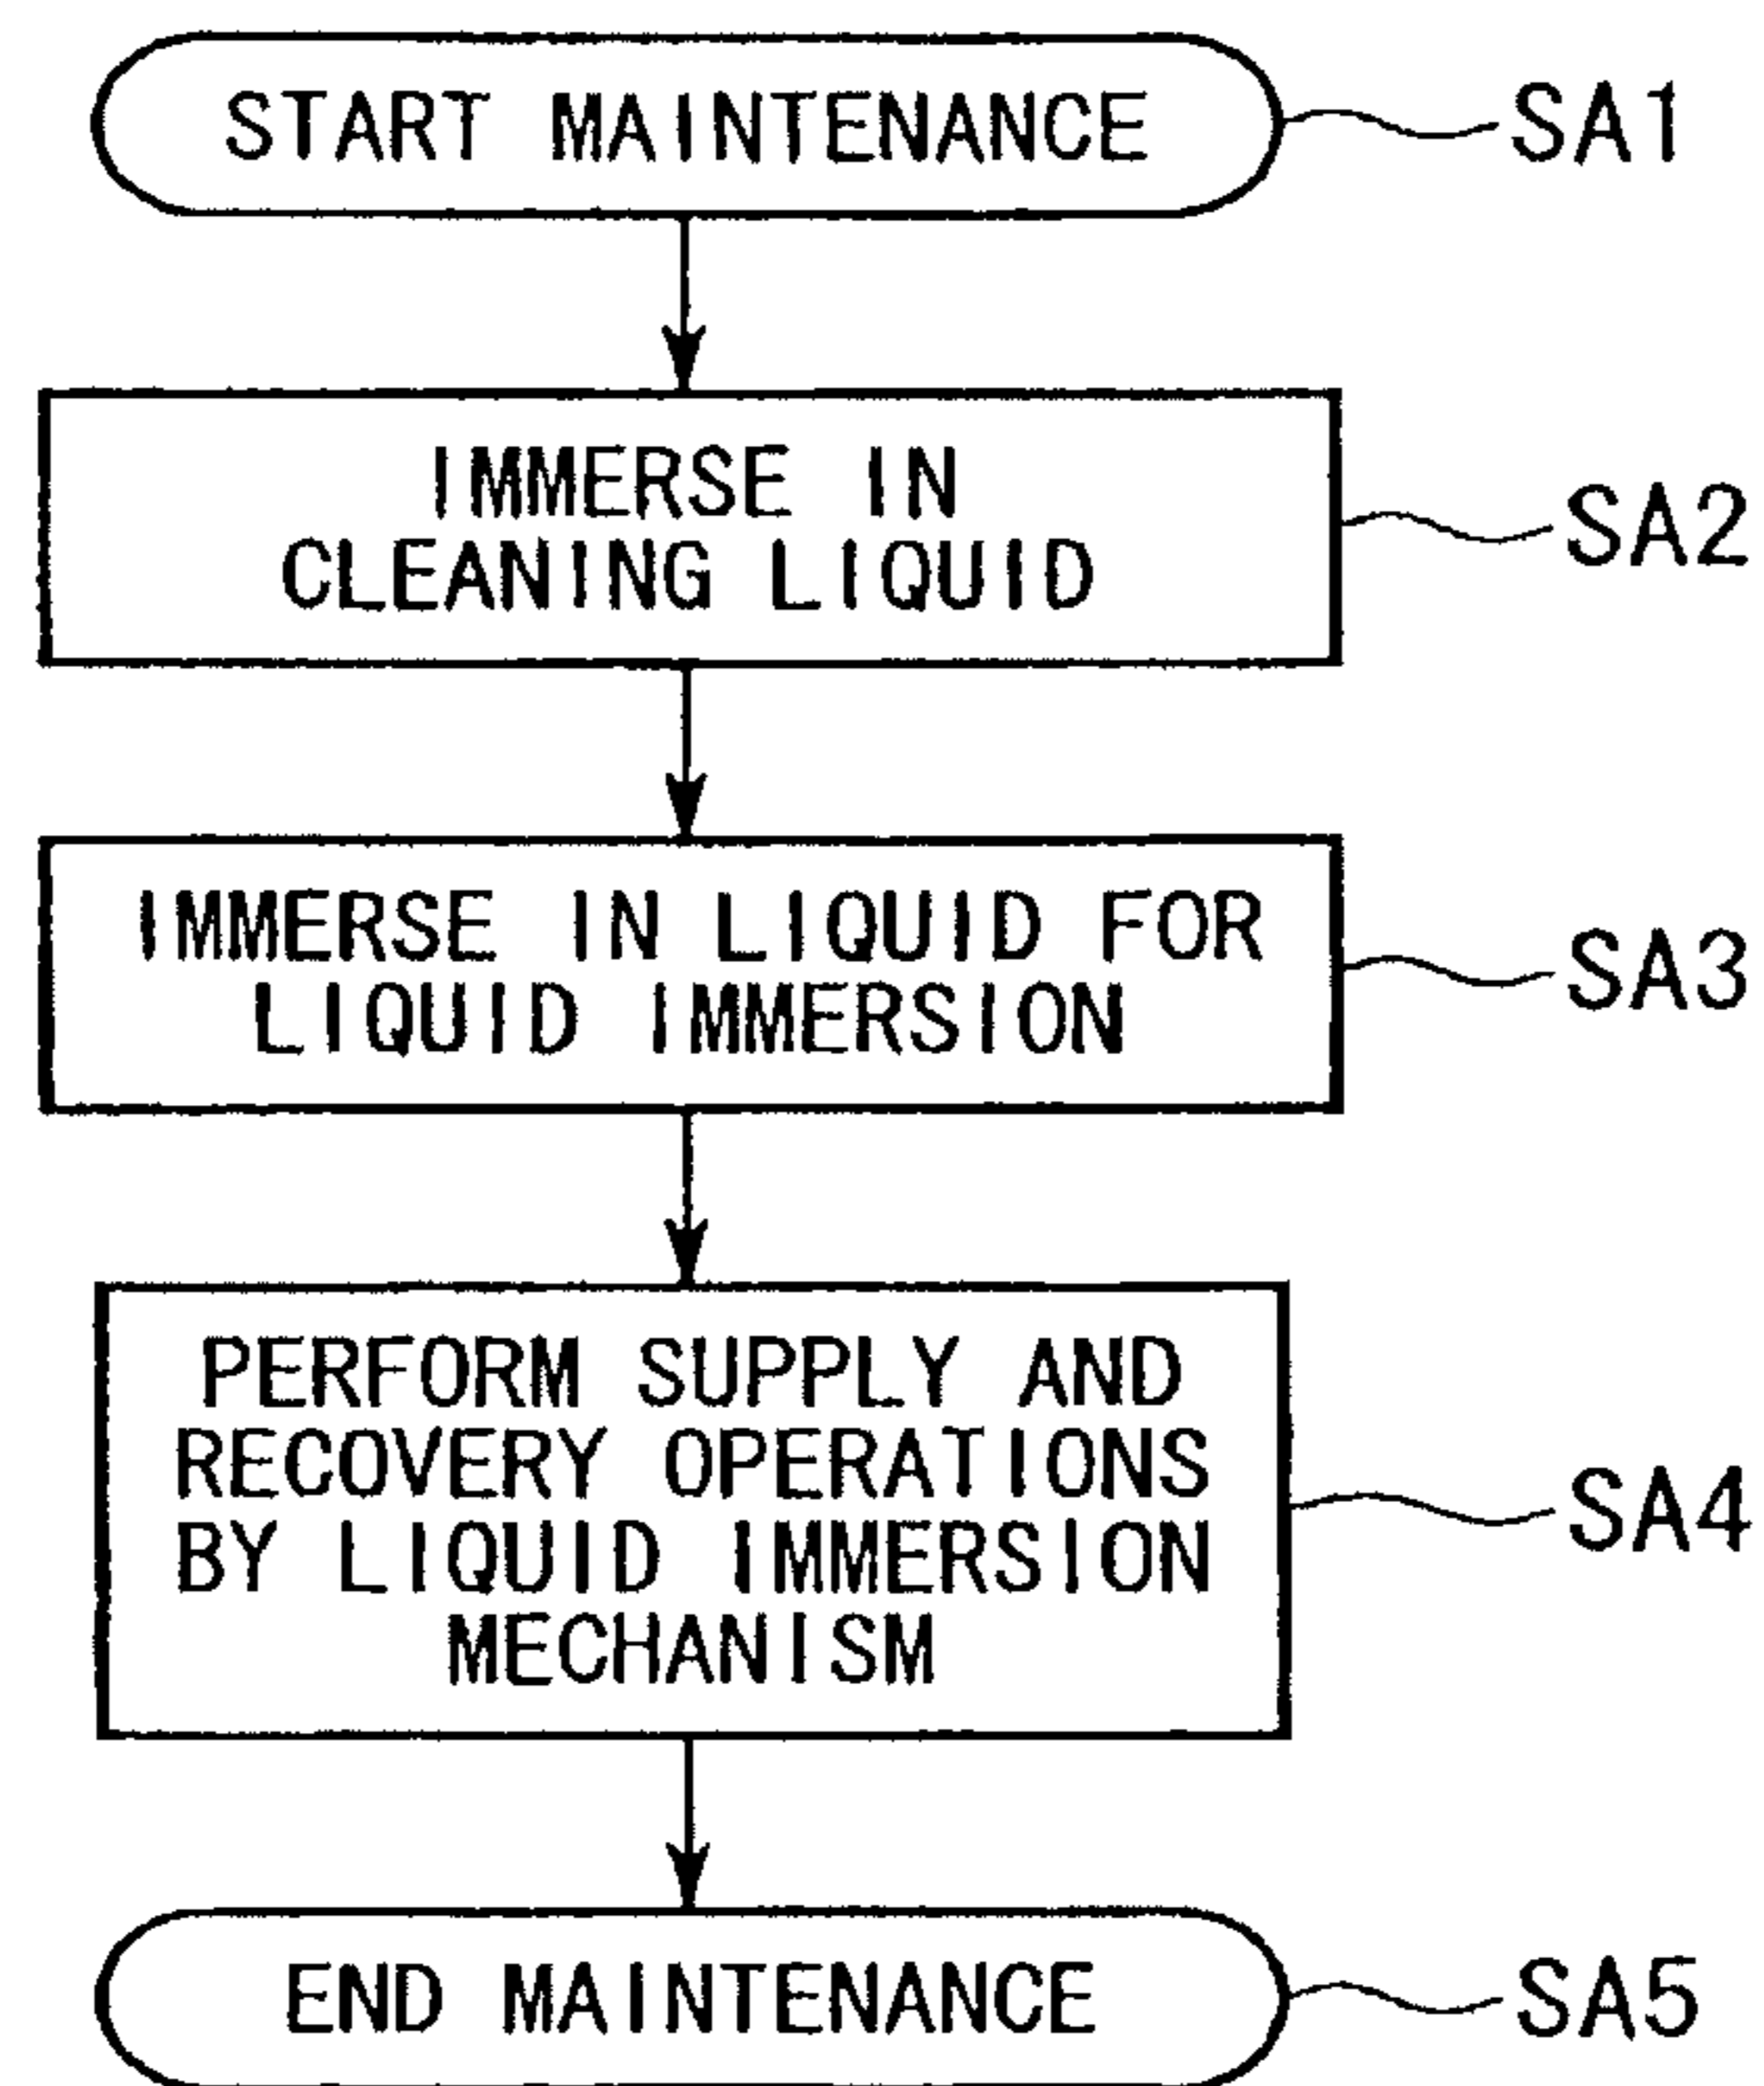 START MAINTENANCE
SA1
IMMERSE IN
CLEANING LIQUID
SA2
IMMERSE IN LIQUID FOR
LIQUID IMMERSION
SA3
PERFORM SUPPLY AND
RECOVERY OPERATIONS
BY LIQUID IMMERSION
MECHANISM
SA4
END MAINTENANCE
SA5